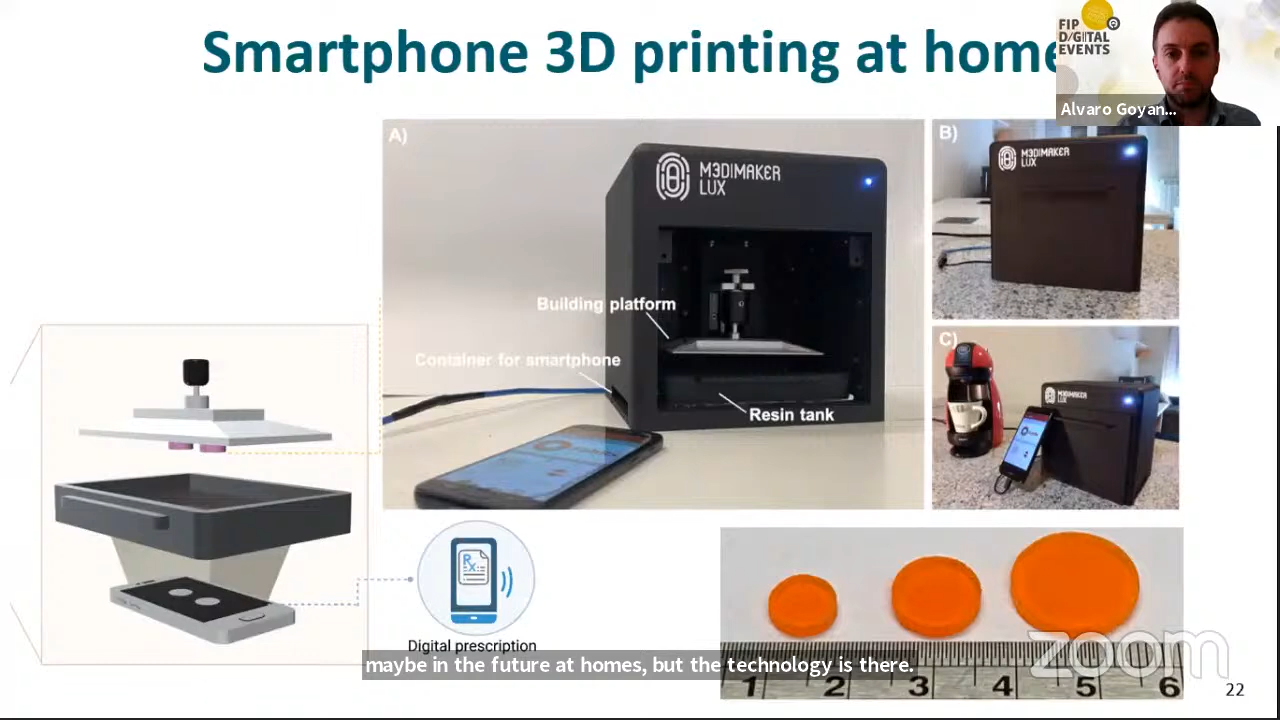 Smartphone 3D printing at home
FIP
D/GITAL
EVENTS
Alvaro Goyan...
A)
M3DIMAKER
LUX
Building platform
Container for smartphone
Resin tank
B)
M3DIMAKER
LUX
C)
M3DIMAKER
LUX
Rx
Digital prescription
maybe in the future at homes, but the technology is there.
zoom
1 2 3 4 5 6
22